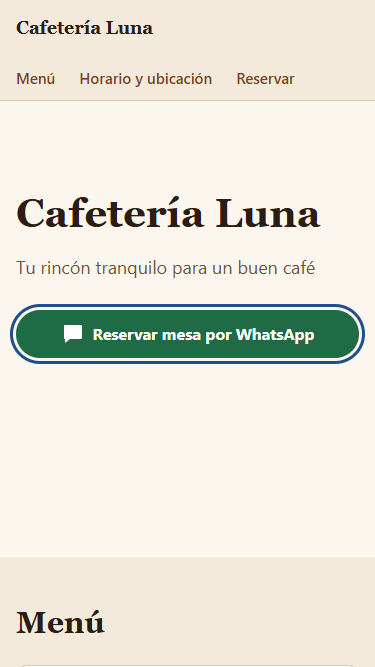 Cafetería Luna
Menú Horario y ubicación Reservar
Cafetería Luna
Tu rincón tranquilo para un buen café
Reservar mesa por WhatsApp
Menú